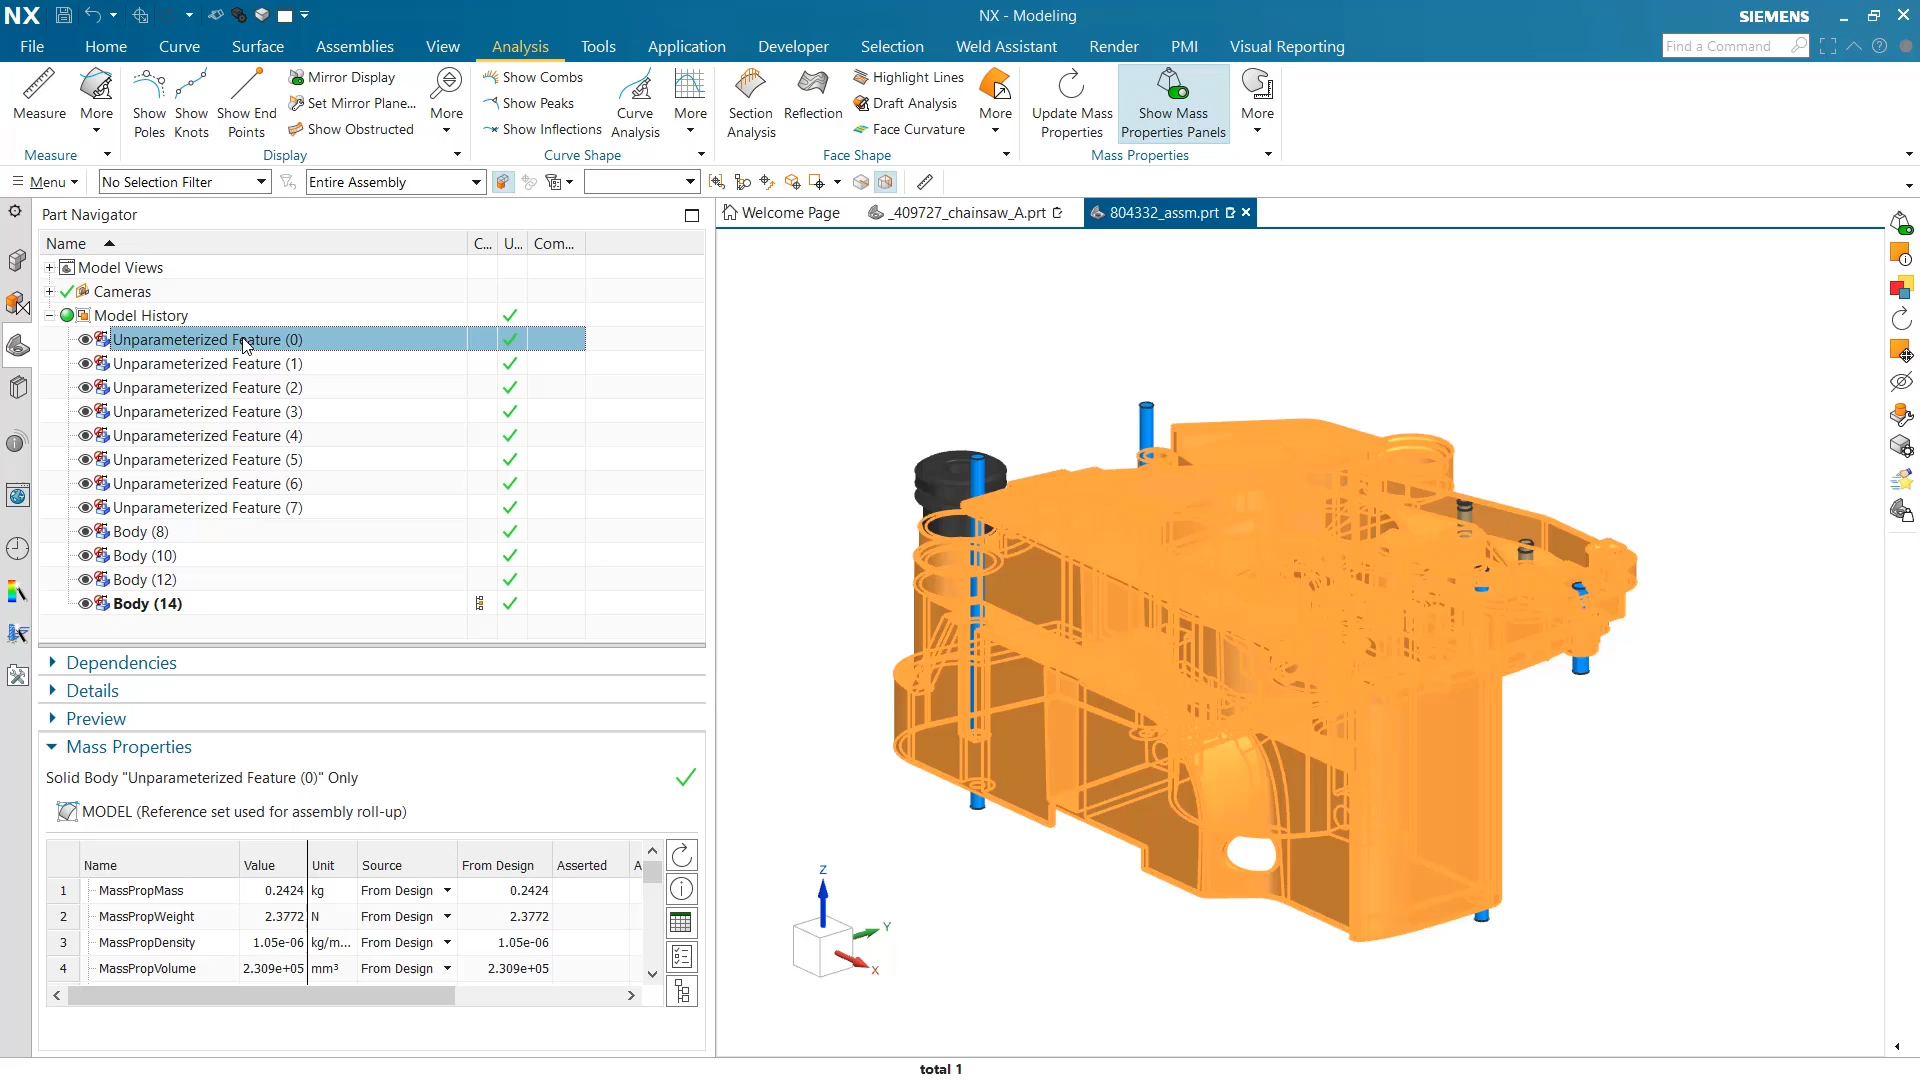 NX
NX - Modeling
SIEMENS
File Home Curve Surface Assemblies View Analysis Tools Application Developer Selection Weld Assistant Render PMI Visual Reporting
Find a Command
Measure
More
Show Poles
Show Knots
Show End Points
Mirror Display
Set Mirror Plane...
Show Obstructed
More
Show Combs
Show Peaks
Show Inflections
Curve Analysis
More
Section Analysis
Reflection
Highlight Lines
Draft Analysis
Face Curvature
More
Update Mass Properties
Show Mass Properties Panels
More
Measure Display Curve Shape Face Shape Mass Properties
Menu No Selection Filter Entire Assembly
Part Navigator
Welcome Page _409727_chainsaw_A.prt 804332_assm.prt
Name C... U... Com...
Model Views
Cameras
Model History
Unparameterized Feature (0)
Unparameterized Feature (1)
Unparameterized Feature (2)
Unparameterized Feature (3)
Unparameterized Feature (4)
Unparameterized Feature (5)
Unparameterized Feature (6)
Unparameterized Feature (7)
Body (8)
Body (10)
Body (12)
Body (14)
Dependencies
Details
Preview
Mass Properties
Solid Body "Unparameterized Feature (0)" Only
MODEL (Reference set used for assembly roll-up)
Name Value Unit Source From Design Asserted A
1 MassPropMass 0.2424 kg From Design 0.2424
2 MassPropWeight 2.3772 N From Design 2.3772
3 MassPropDensity 1.05e-06 kg/m... From Design 1.05e-06
4 MassPropVolume 2.309e+05 mm³ From Design 2.309e+05
Z
Y
X
total 1